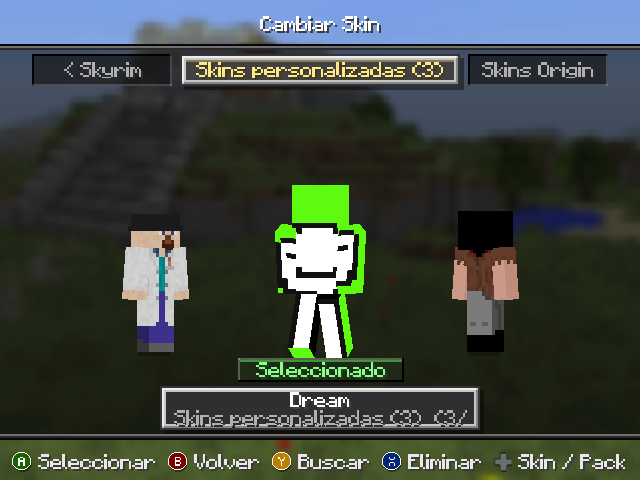 Cambiar Skin
< Skyrim
Skins personalizadas (3)
Skins Origin
Seleccionado
Dream
Skins personalizadas (3) (3/
A Seleccionar B Volver Y Buscar X Eliminar Skin / Pack